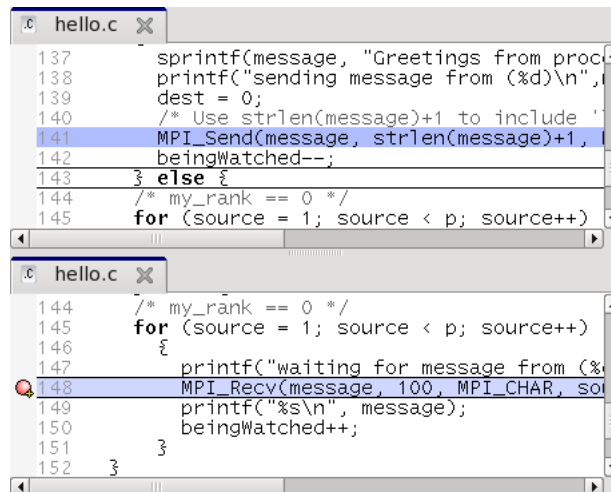 .c hello.c
137 sprintf(message, "Greetings from proc
138 printf("sending message from (%d)\n",
139 dest = 0;
140 /* Use strlen(message)+1 to include '
141 MPI_Send(message, strlen(message)+1,
142 beingWatched--;
143 } else {
144 /* my_rank == 0 */
145 for (source = 1; source < p; source++)
.c hello.c
144 /* my_rank == 0 */
145 for (source = 1; source < p; source++)
146 {
147 printf("waiting for message from (%
148 MPI_Recv(message, 100, MPI_CHAR, sou
149 printf("%s\n", message);
150 beingWatched++;
151 }
152 }